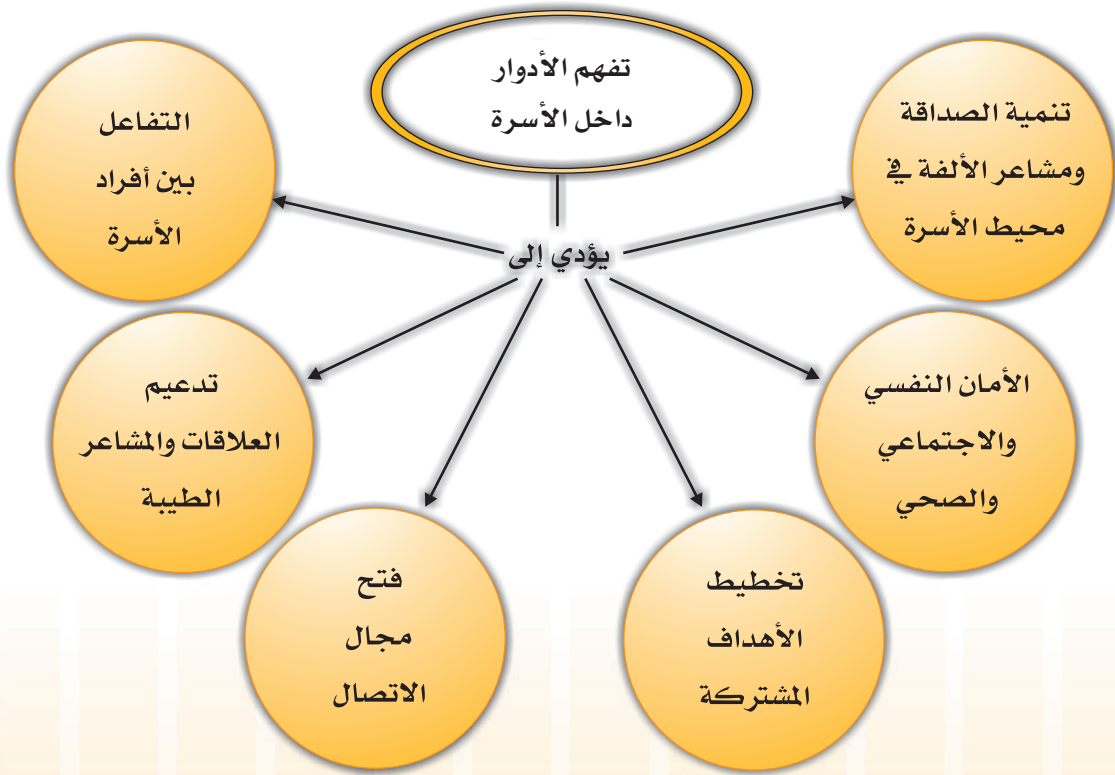 تفهم الأدوار
داخل الأسرة
يؤدي إلى
تنمية الصداقة
ومشاعر الألفة في
محيط الأسرة
الأمان النفسي
والاجتماعي
والصحي
تخطيط
الأهداف
المشتركة
فتح
مجال
الاتصال
تدعيم
العلاقات والمشاعر
الطيبة
التفاعل
بين أفراد
الأسرة